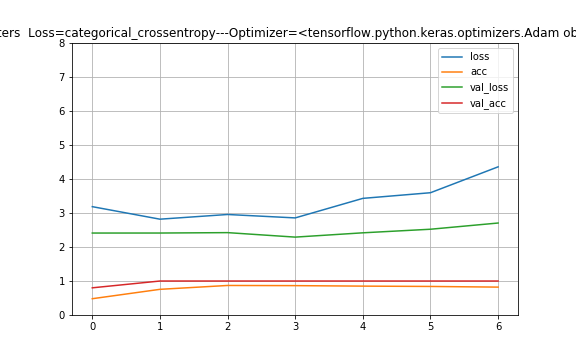 ters Loss=categorical_crossentropy---Optimizer=<tensorflow.python.keras.optimizers.Adam ob
loss
acc
val_loss
val_acc
8
7
6
5
4
3
2
1
0
0 1 2 3 4 5 6